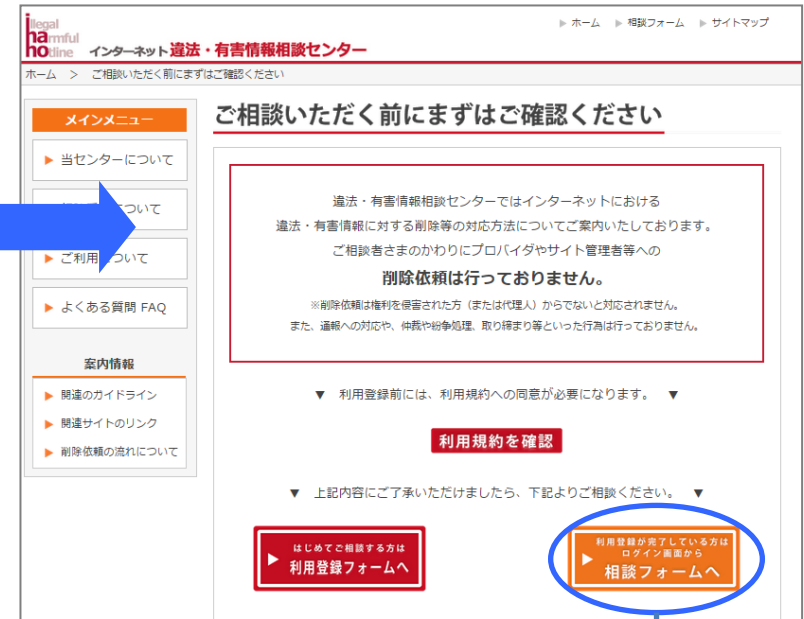 illegal
harmful
hotline インターネット違法・有害情報相談センター
▶ ホーム ▶ 相談フォーム ▶ サイトマップ
ホーム ＞ ご相談いただく前にまずはご確認ください
メインメニュー
▶ 当センターについて
ついて
▶ ご利用 ついて
▶ よくある質問 FAQ
案内情報
▶ 関連のガイドライン
▶ 関連サイトのリンク
▶ 削除依頼の流れについて
ご相談いただく前にまずはご確認ください
違法・有害情報相談センターではインターネットにおける
違法・有害情報に対する削除等の対応方法についてご案内いたしております。
ご相談者さまのかわりにプロバイダやサイト管理者等への
削除依頼は行っておりません。
※削除依頼は権利を侵害された方（または代理人）からでないと対応されません。
また、通報への対応や、仲裁や紛争処理、取り締まり等といった行為は行っておりません。
▼ 利用登録前には、利用規約への同意が必要になります。 ▼
利用規約を確認
▼ 上記内容にご了承いただけましたら、下記よりご相談ください。 ▼
はじめてご相談する方は
▶ 利用登録フォームへ
利用登録が完了している方は
ログイン画面から
▶ 相談フォームへ